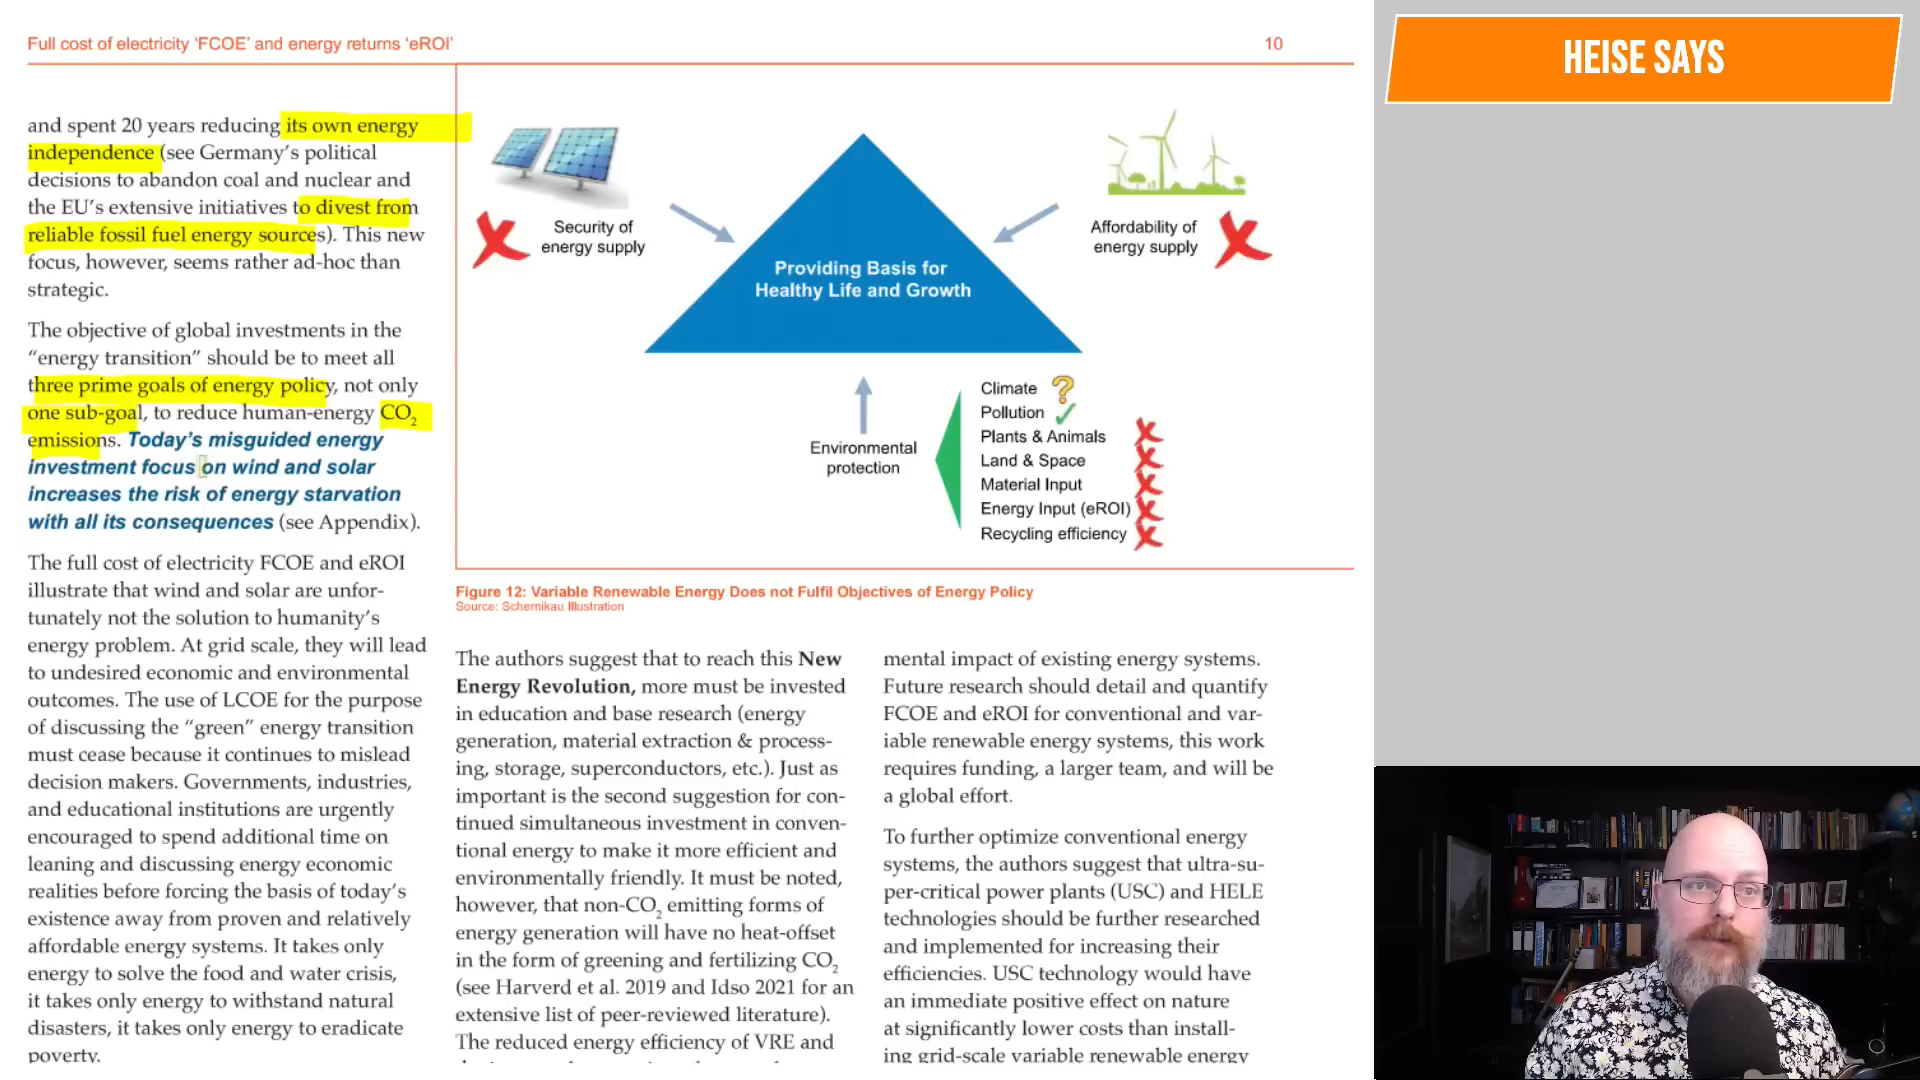 Full cost of electricity ‘FCOE’ and energy returns ‘eROI’
10
HEISE SAYS
and spent 20 years reducing its own energy
independence (see Germany’s political
decisions to abandon coal and nuclear and
the EU’s extensive initiatives to divest from
reliable fossil fuel energy sources). This new
focus, however, seems rather ad-hoc than
strategic.
The objective of global investments in the
“energy transition” should be to meet all
three prime goals of energy policy, not only
one sub-goal, to reduce human-energy CO₂
emissions. Today’s misguided energy
investment focus on wind and solar
increases the risk of energy starvation
with all its consequences (see Appendix).
The full cost of electricity FCOE and eROI
illustrate that wind and solar are unfor-
tunately not the solution to humanity’s
energy problem. At grid scale, they will lead
to undesired economic and environmental
outcomes. The use of LCOE for the purpose
of discussing the “green” energy transition
must cease because it continues to mislead
decision makers. Governments, industries,
and educational institutions are urgently
encouraged to spend additional time on
leaning and discussing energy economic
realities before forcing the basis of today’s
existence away from proven and relatively
affordable energy systems. It takes only
energy to solve the food and water crisis,
it takes only energy to withstand natural
disasters, it takes only energy to eradicate
poverty.
Security of
energy supply
Affordability of
energy supply
Providing Basis for
Healthy Life and Growth
Environmental
protection
Climate
Pollution
Plants & Animals
Land & Space
Material Input
Energy Input (eROI)
Recycling efficiency
Figure 12: Variable Renewable Energy Does not Fulfil Objectives of Energy Policy
Source: Schernikau Illustration
The authors suggest that to reach this New
Energy Revolution, more must be invested
in education and base research (energy
generation, material extraction & process-
ing, storage, superconductors, etc.). Just as
important is the second suggestion for con-
tinued simultaneous investment in conven-
tional energy to make it more efficient and
environmentally friendly. It must be noted,
however, that non-CO₂ emitting forms of
energy generation will have no heat-offset
in the form of greening and fertilizing CO₂
(see Harverd et al. 2019 and Idso 2021 for an
extensive list of peer-reviewed literature).
The reduced energy efficiency of VRE and
mental impact of existing energy systems.
Future research should detail and quantify
FCOE and eROI for conventional and var-
iable renewable energy systems, this work
requires funding, a larger team, and will be
a global effort.
To further optimize conventional energy
systems, the authors suggest that ultra-su-
per-critical power plants (USC) and HELE
technologies should be further researched
and implemented for increasing their
efficiencies. USC technology would have
an immediate positive effect on nature
at significantly lower costs than install-
ing grid-scale variable renewable energy